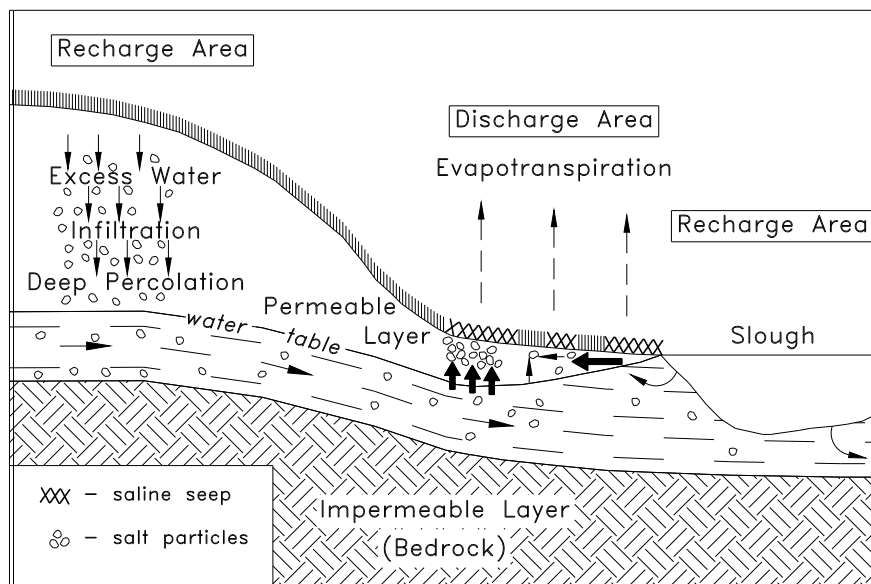 Recharge Area
Discharge Area
Evapotranspiration
Recharge Area
Excess Water
Infiltration
Deep Percolation
Permeable
Layer
water table
Slough
xxx - saline seep
- salt particles
Impermeable Layer
(Bedrock)